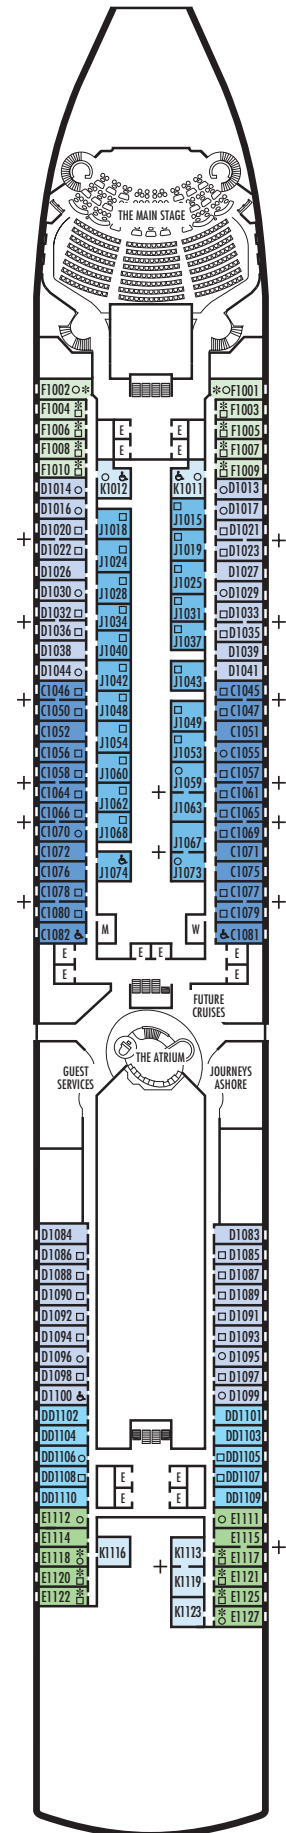 THE MAIN STAGE
F1002 F1001
F1004 F1003
F1006 E E F1005
F1008 E E F1007
F1010 F1009
D1014 K1012 K1011 D1013
D1016 J1015 D1017
D1020 J1018 D1021
D1022 J1019 D1023
D1026 J1024 J1025 D1027
D1030 J1028 D1029
D1032 J1034 J1031 D1033
D1036 J1037 D1035
D1038 J1040 D1039
D1044 J1042 J1043 D1041
C1046 C1045
C1050 J1048 J1049 C1047
C1052 J1054 C1051
C1056 J1053 C1055
C1058 J1060 J1059 C1057
C1064 J1062 J1063 C1061
C1066 J1068 C1065
C1070 J1067 C1069
C1072 C1071
C1076 J1074 J1073 C1075
C1078 C1077
C1080 M W C1079
C1082 C1081
E E E E
E E
FUTURE
CRUISES
THE ATRIUM
GUEST
SERVICES
JOURNEYS
ASHORE
D1084 D1083
D1086 D1085
D1088 D1087
D1090 D1089
D1092 D1091
D1094 D1093
D1096 D1095
D1098 D1097
D1100 D1099
DD1102 DD1101
DD1104 DD1103
DD1106 DD1105
DD1108 E E DD1107
DD1110 E E DD1109
E1112 E1111
E1114 E1115
E1118 K1116 K1113 E1117
E1120 K1119 E1121
E1122 E1125
K1123 E1127